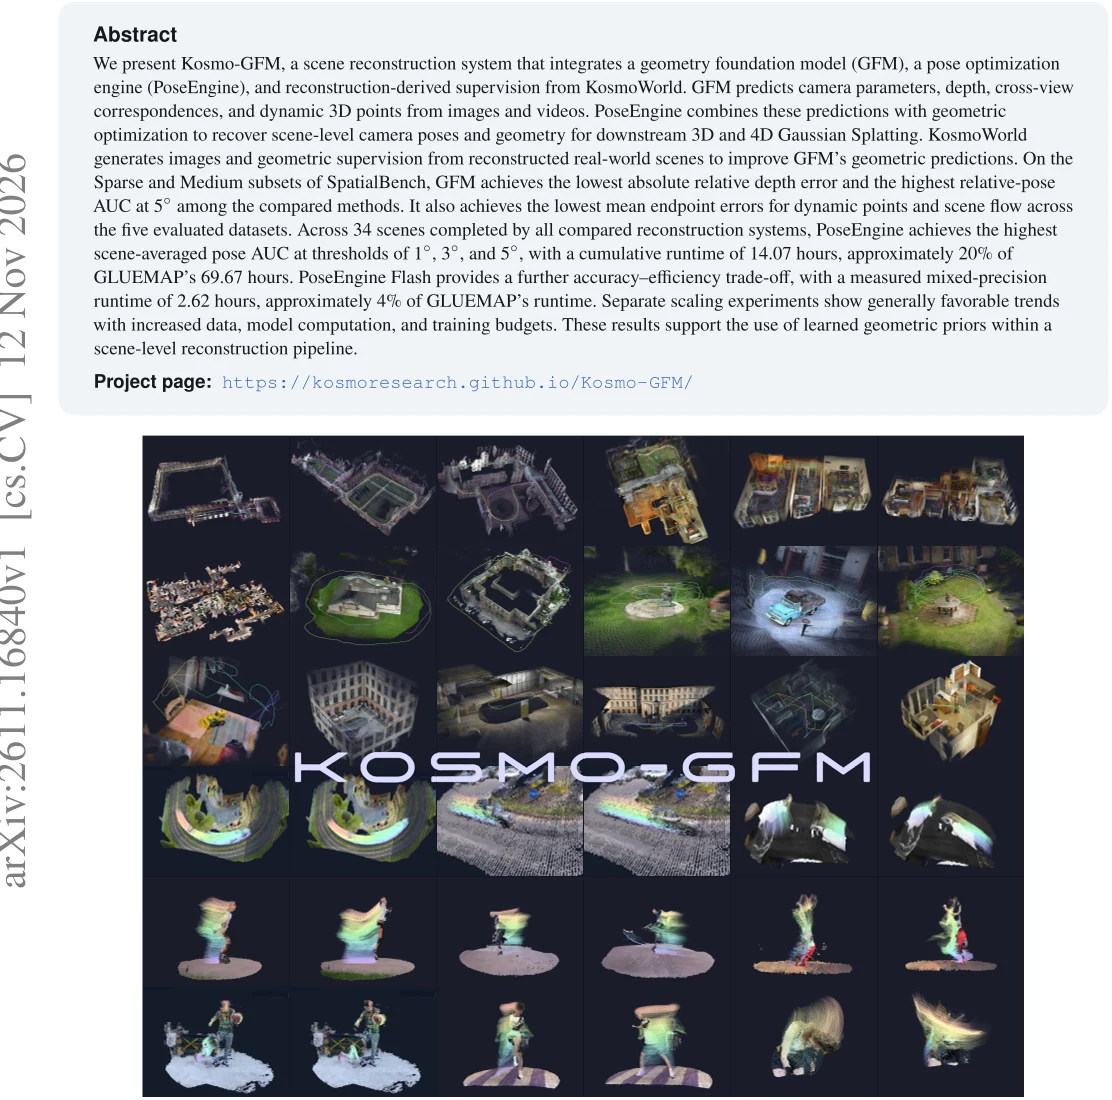 Abstract
We present Kosmo-GFM, a scene reconstruction system that integrates a geometry foundation model (GFM), a pose optimization
engine (PoseEngine), and reconstruction-derived supervision from KosmoWorld. GFM predicts camera parameters, depth, cross-view
correspondences, and dynamic 3D points from images and videos. PoseEngine combines these predictions with geometric
optimization to recover scene-level camera poses and geometry for downstream 3D and 4D Gaussian Splatting. KosmoWorld
generates images and geometric supervision from reconstructed real-world scenes to improve GFM's geometric predictions. On the
Sparse and Medium subsets of SpatialBench, GFM achieves the lowest absolute relative depth error and the highest relative-pose
AUC at 5° among the compared methods. It also achieves the lowest mean endpoint errors for dynamic points and scene flow across
the five evaluated datasets. Across 34 scenes completed by all compared reconstruction systems, PoseEngine achieves the highest
scene-averaged pose AUC at thresholds of 1°, 3°, and 5°, with a cumulative runtime of 14.07 hours, approximately 20% of
GLUEMAP's 69.67 hours. PoseEngine Flash provides a further accuracy–efficiency trade-off, with a measured mixed-precision
runtime of 2.62 hours, approximately 4% of GLUEMAP's runtime. Separate scaling experiments show generally favorable trends
with increased data, model computation, and training budgets. These results support the use of learned geometric priors within a
scene-level reconstruction pipeline.
Project page: https://kosmoresearch.github.io/Kosmo-GFM/
arXiv:2611.16840v1 [cs.CV] 12 Nov 2026
KOSMO-GFM